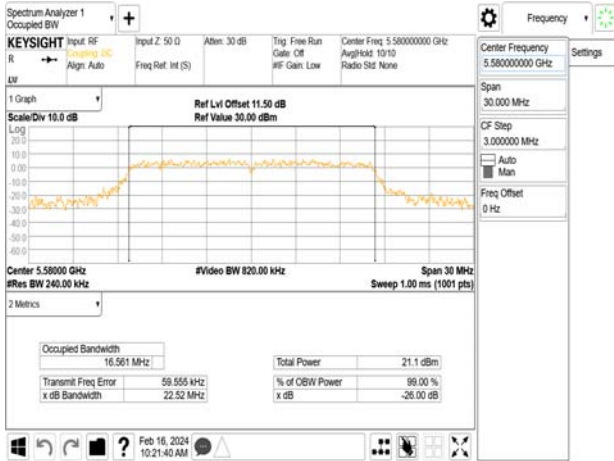 Spectrum Analyzer 1
Occupied BW
+
Frequency
KEYSIGHT
R
Input: RF
Coupling: DC
Align: Auto
Input Z: 50 Ω
Freq Ref: Int (S)
Atten: 30 dB
Trig: Free Run
Gate: Off
#IF Gain: Low
Center Freq: 5.580000000 GHz
Avg|Hold: 10/10
Radio Std: None
Center Frequency
5.580000000 GHz
Settings
Span
30.000 MHz
CF Step
3.000000 MHz
Auto
Man
Freq Offset
0 Hz
1 Graph
Scale/Div 10.0 dB
Ref Lvl Offset 11.50 dB
Ref Value 30.00 dBm
Log
20.0
10.0
0.00
-10.0
-20.0
-30.0
-40.0
-50.0
-60.0
Center 5.58000 GHz
#Res BW 240.00 kHz
#Video BW 820.00 kHz
Span 30 MHz
Sweep 1.00 ms (1001 pts)
2 Metrics
Occupied Bandwidth
16.561 MHz
Total Power 21.1 dBm
Transmit Freq Error 59.555 kHz
% of OBW Power 99.00 %
x dB Bandwidth 22.52 MHz
x dB -26.00 dB
?
Feb 16, 2024
10:21:40 AM